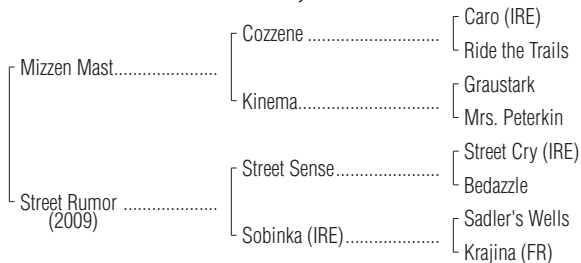 Caro (IRE)
Cozzene ....................
Ride the Trails
Mizzen Mast....................
Graustark
Kinema...........................
Mrs. Peterkin
Street Cry (IRE)
Street Sense....................
Bedazzle
Street Rumor ..................
(2009)
Sadler's Wells
Sobinka (IRE)..................
Krajina (FR)